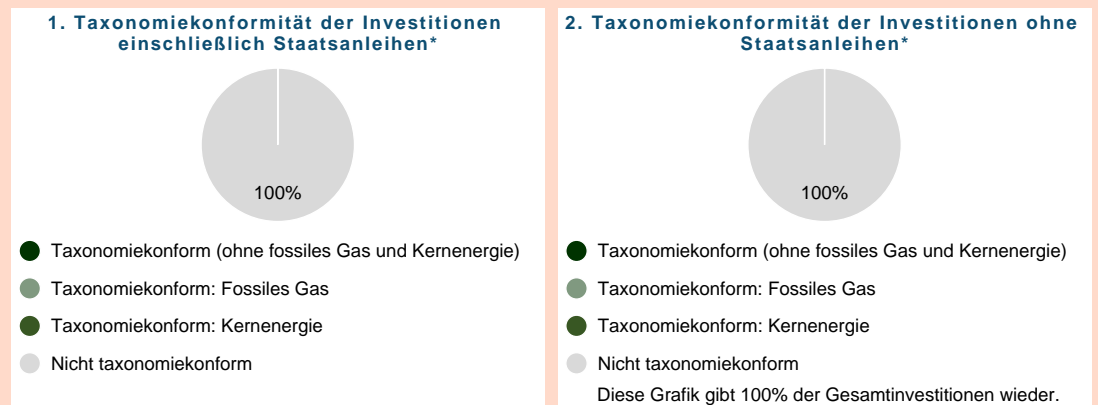 1. Taxonomiekonformität der Investitionen
einschließlich Staatsanleihen*
100%
Taxonomiekonform (ohne fossiles Gas und Kernenergie)
Taxonomiekonform: Fossiles Gas
Taxonomiekonform: Kernenergie
Nicht taxonomiekonform
2. Taxonomiekonformität der Investitionen ohne
Staatsanleihen*
100%
Taxonomiekonform (ohne fossiles Gas und Kernenergie)
Taxonomiekonform: Fossiles Gas
Taxonomiekonform: Kernenergie
Nicht taxonomiekonform
Diese Grafik gibt 100% der Gesamtinvestitionen wieder.